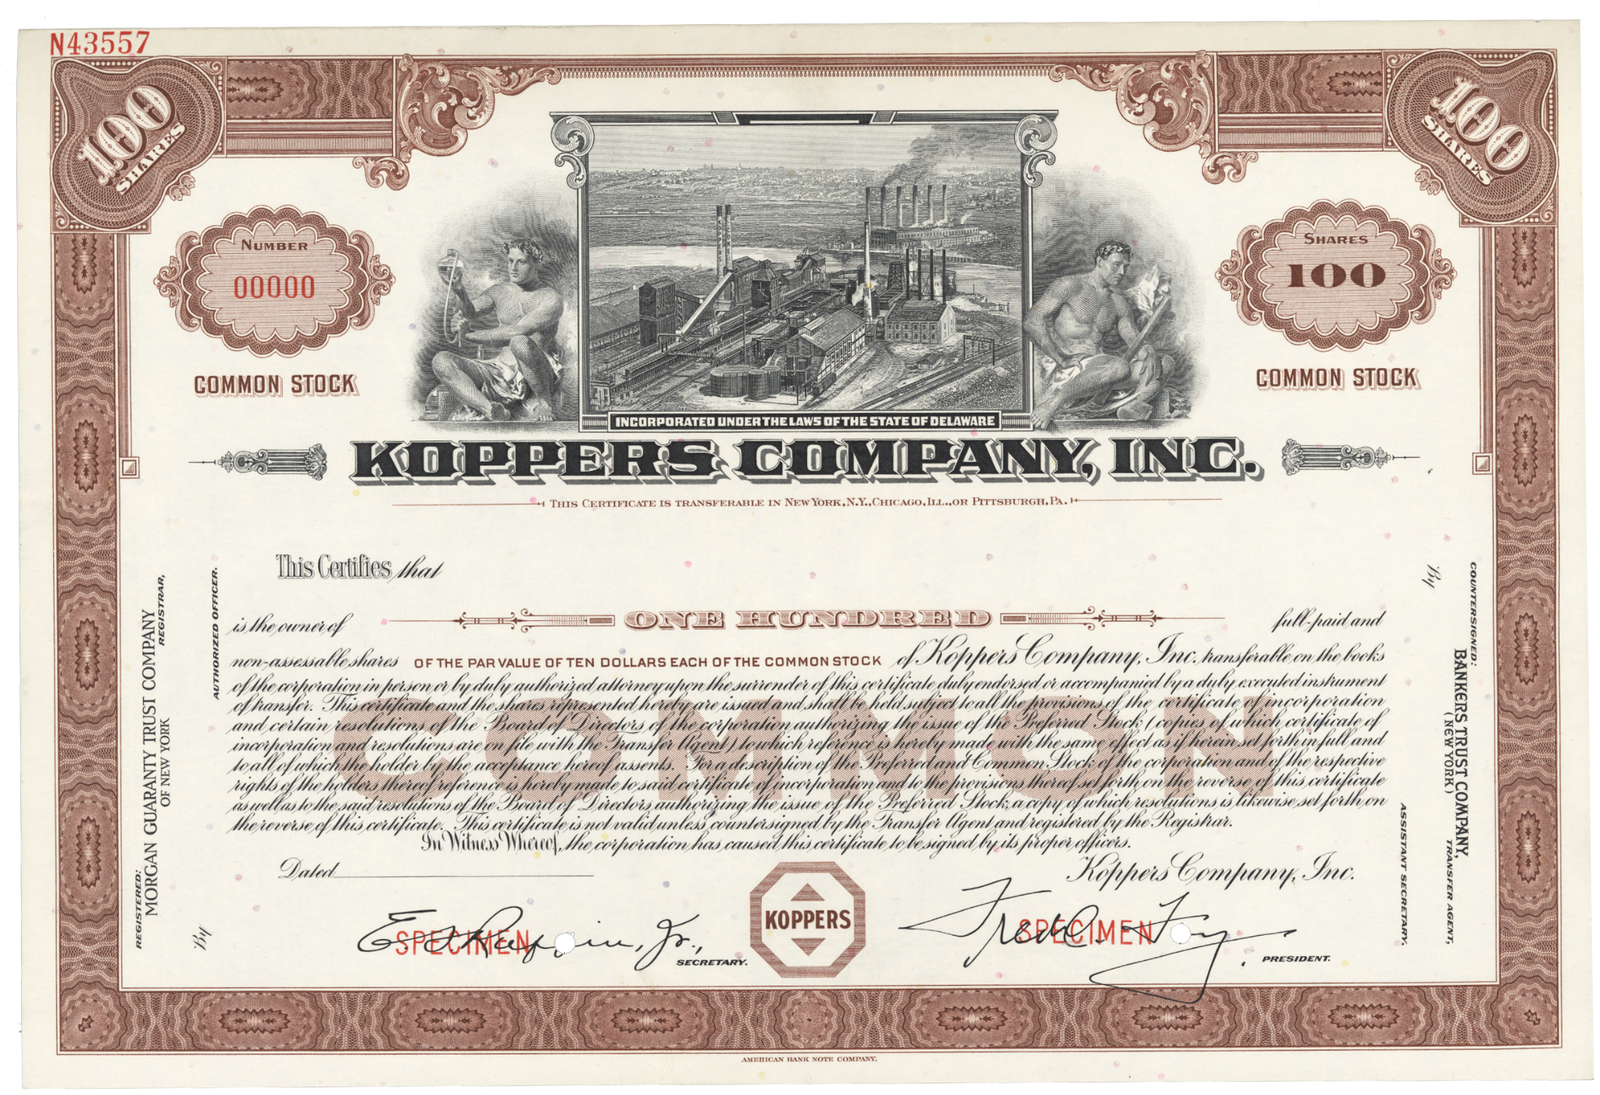 N43557
100 SHARES
100 SHARES
NUMBER
00000
COMMON STOCK
SHARES
100
COMMON STOCK
INCORPORATED UNDER THE LAWS OF THE STATE OF DELAWARE
KOPPERS COMPANY, INC.
THIS CERTIFICATE IS TRANSFERABLE IN NEW YORK, N.Y., CHICAGO, ILL., OR PITTSBURGH, PA.
This Certifies that
is the owner of ONE HUNDRED full-paid and
non-assessable shares OF THE PAR VALUE OF TEN DOLLARS EACH OF THE COMMON STOCK of Koppers Company, Inc. transferable on the books
of the corporation in person or by duly authorized attorney upon the surrender of this certificate duly endorsed or accompanied by a duly executed instrument
of transfer. This certificate and the shares represented hereby are issued and shall be held subject to all the provisions of the certificate of incorporation
and certain resolutions of the Board of Directors of the corporation authorizing the issue of the Preferred Stock (copies of which certificate of
incorporation and resolutions are on file with the Transfer Agent) to which reference is hereby made with the same effect as if herein set forth in full and
to all of which the holder by the acceptance hereof assents. For a description of the Preferred and Common Stock of the corporation and of the respective
rights of the holders thereof reference is hereby made to said certificate of incorporation and to the provisions thereof set forth on the reverse of this certificate
as well as to the said resolutions of the Board of Directors authorizing the issue of the Preferred Stock, a copy of which resolutions is likewise set forth on
the reverse of this certificate. This certificate is not valid unless countersigned by the Transfer Agent and registered by the Registrar.
In Witness Whereof, the corporation has caused this certificate to be signed by its proper officers.
COMMON
Dated
Koppers Company, Inc.
SPECIMEN
SECRETARY.
KOPPERS
SPECIMEN
PRESIDENT.
REGISTERED:
MORGAN GUARANTY TRUST COMPANY
OF NEW YORK
REGISTRAR,
By
AUTHORIZED OFFICER.
COUNTERSIGNED:
BANKERS TRUST COMPANY,
(NEW YORK)
TRANSFER AGENT,
By
ASSISTANT SECRETARY.
AMERICAN BANK NOTE COMPANY.